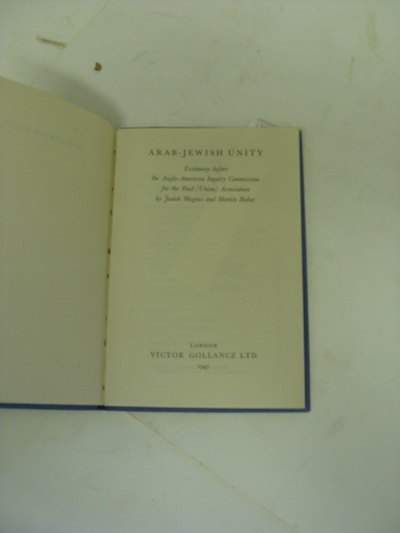 ARAB-JEWISH UNITY
Testimony before
the Anglo-American Inquiry Commission
for the Ihud (Union) Association
by Judah Magnes and Martin Buber
LONDON
VICTOR GOLLANCZ LTD
1947